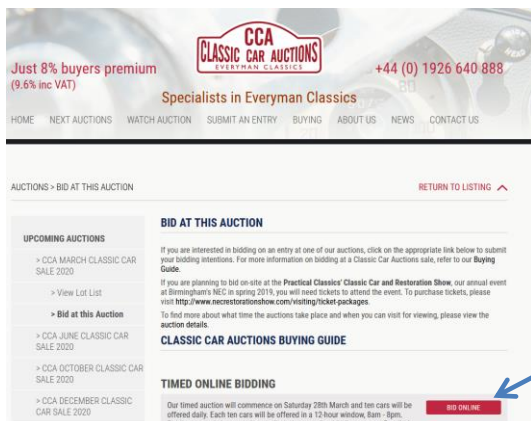 CCA
CLASSIC CAR AUCTIONS
EVERYMAN CLASSICS
Just 8% buyers premium
(9.6% inc VAT)
+44 (0) 1926 640 888
Specialists in Everyman Classics
HOME NEXT AUCTIONS WATCH AUCTION SUBMIT AN ENTRY BUYING ABOUT US NEWS CONTACT US
AUCTIONS > BID AT THIS AUCTION
RETURN TO LISTING
UPCOMING AUCTIONS
> CCA MARCH CLASSIC CAR
SALE 2020
> View Lot List
> Bid at this Auction
> CCA JUNE CLASSIC CAR
SALE 2020
> CCA OCTOBER CLASSIC CAR
SALE 2020
> CCA DECEMBER CLASSIC
CAR SALE 2020
BID AT THIS AUCTION
If you are interested in bidding on an entry at one of our auctions, click on the appropriate link below to submit
your bidding intentions. For more information on bidding at a Classic Car Auctions sale, refer to our Buying
Guide.
If you are planning to bid on-site at the Practical Classics' Classic Car and Restoration Show, our annual event
at Birmingham's NEC in spring 2019, you will need tickets to attend the event. To purchase tickets, please
visit http://www.necrestorationshow.com/visiting/ticket-packages.
To find more about what time the auctions take place and when you can visit for viewing, please view the
auction details.
CLASSIC CAR AUCTIONS BUYING GUIDE
TIMED ONLINE BIDDING
Our timed auction will commence on Saturday 28th March and ten cars will be
offered daily. Each ten cars will be offered in a 12-hour window, 8am - 8pm.
BID ONLINE